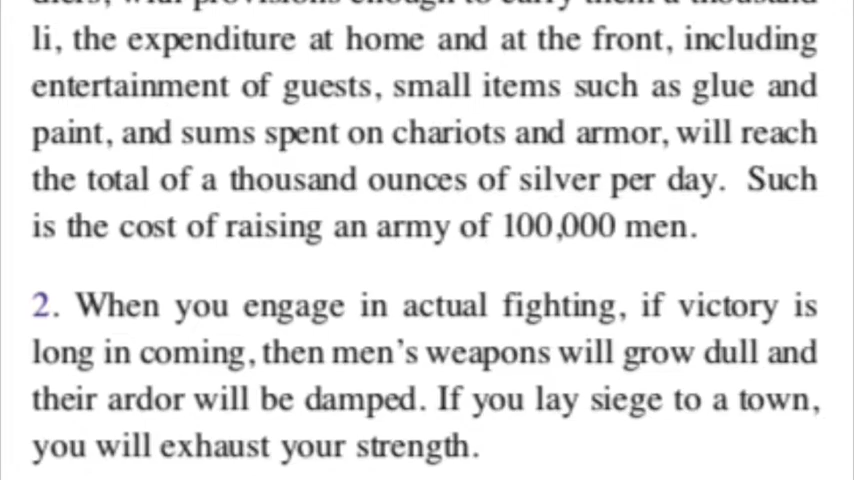 li, the expenditure at home and at the front, including
entertainment of guests, small items such as glue and
paint, and sums spent on chariots and armor, will reach
the total of a thousand ounces of silver per day. Such
is the cost of raising an army of 100,000 men.
2. When you engage in actual fighting, if victory is
long in coming, then men’s weapons will grow dull and
their ardor will be damped. If you lay siege to a town,
you will exhaust your strength.